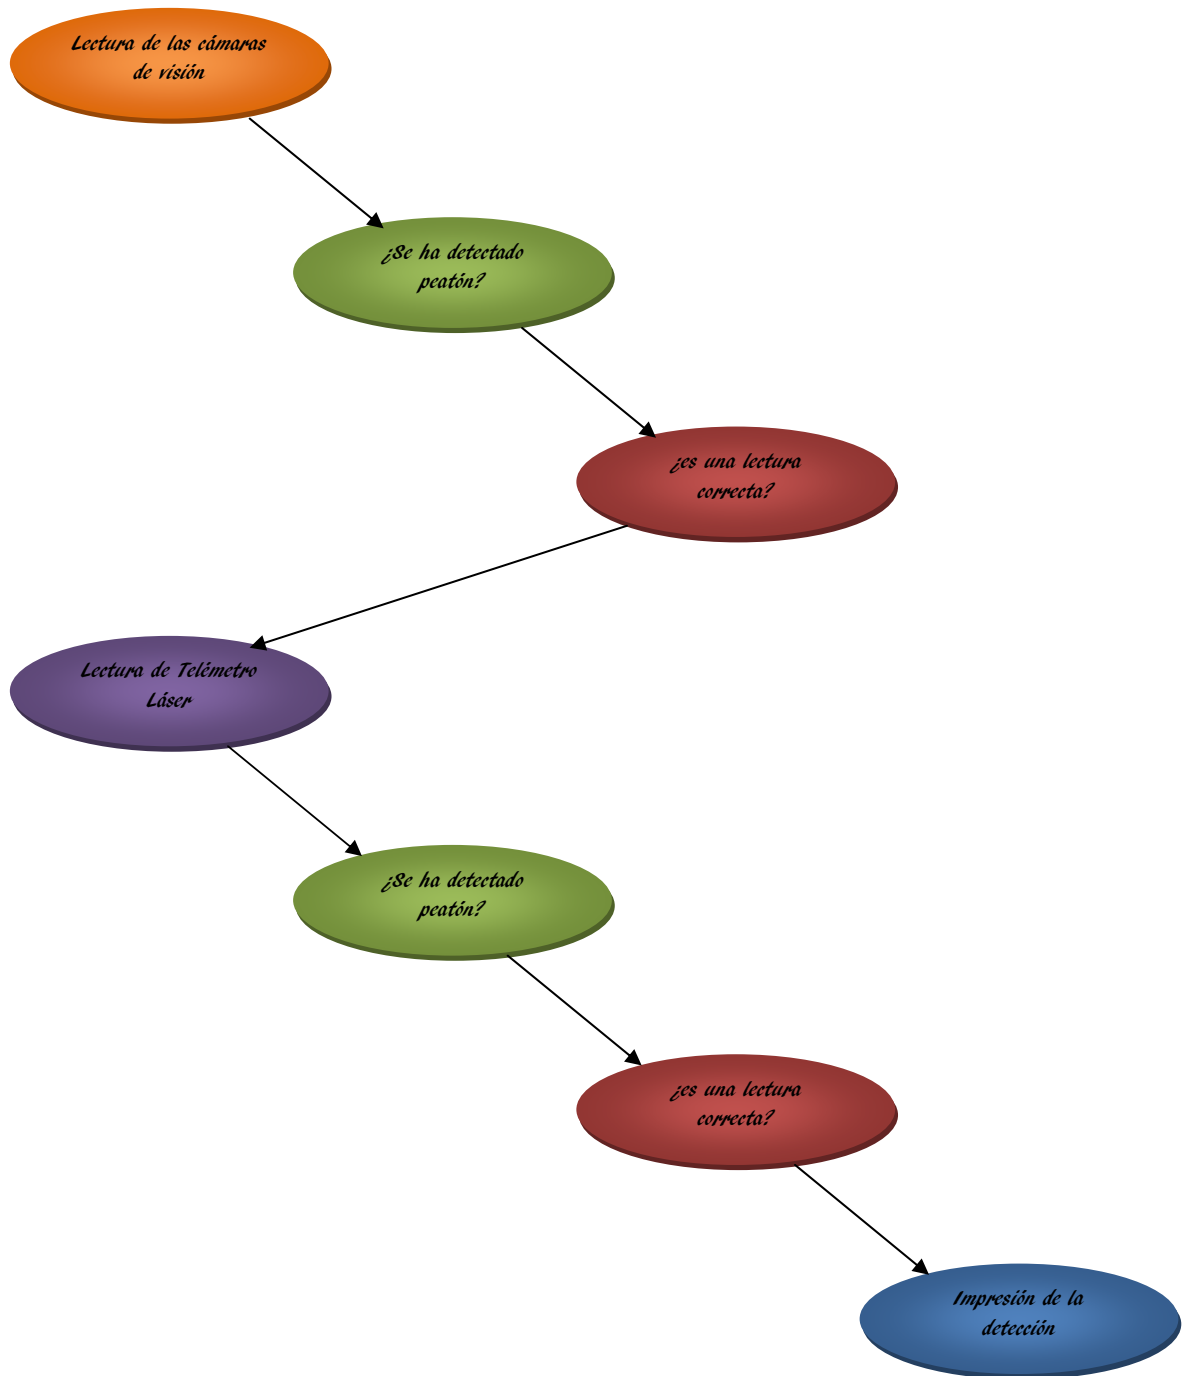 Lectura de las cámaras
de visión
¿Se ha detectado
peatón?
¿es una lectura
correcta?
Lectura de Telémetro
Láser
¿Se ha detectado
peatón?
¿es una lectura
correcta?
Impresión de la
detección